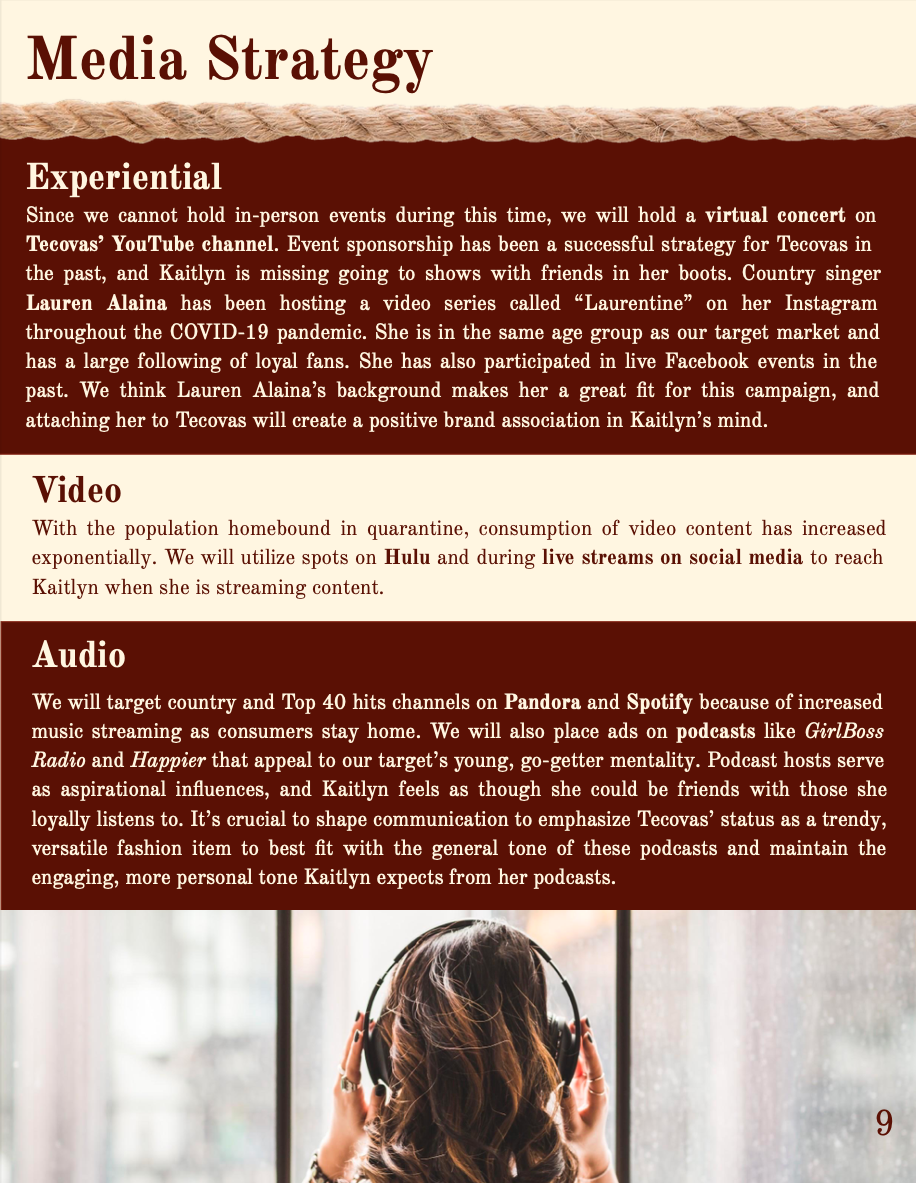 Media Strategy
Experiential
Since we cannot hold in-person events during this time, we will hold a virtual concert on
Tecovas’ YouTube channel. Event sponsorship has been a successful strategy for Tecovas in
the past, and Kaitlyn is missing going to shows with friends in her boots. Country singer
Lauren Alaina has been hosting a video series called “Laurentine” on her Instagram
throughout the COVID-19 pandemic. She is in the same age group as our target market and
has a large following of loyal fans. She has also participated in live Facebook events in the
past. We think Lauren Alaina’s background makes her a great fit for this campaign, and
attaching her to Tecovas will create a positive brand association in Kaitlyn’s mind.
Video
With the population homebound in quarantine, consumption of video content has increased
exponentially. We will utilize spots on Hulu and during live streams on social media to reach
Kaitlyn when she is streaming content.
Audio
We will target country and Top 40 hits channels on Pandora and Spotify because of increased
music streaming as consumers stay home. We will also place ads on podcasts like GirlBoss
Radio and Happier that appeal to our target’s young, go-getter mentality. Podcast hosts serve
as aspirational influences, and Kaitlyn feels as though she could be friends with those she
loyally listens to. It’s crucial to shape communication to emphasize Tecovas’ status as a trendy,
versatile fashion item to best fit with the general tone of these podcasts and maintain the
engaging, more personal tone Kaitlyn expects from her podcasts.
9